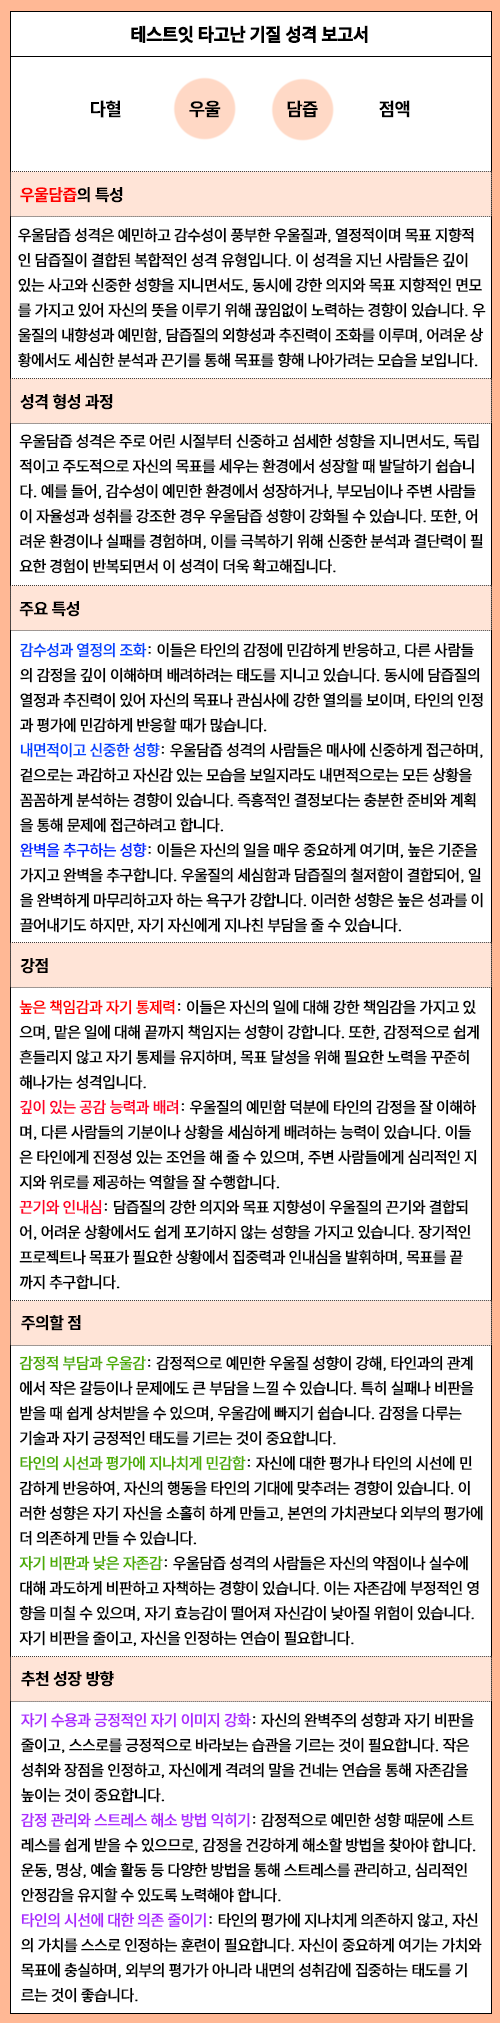 테스트잇 타고난 기질 성격 보고서
다혈 우울 담즙 점액
우울담즙의 특성
우울담즙 성격은 예민하고 감수성이 풍부한 우울질과, 열정적이며 목표 지향적
인 담즙질이 결합된 복합적인 성격 유형입니다. 이 성격을 지닌 사람들은 깊이
있는 사고와 신중한 성향을 지니면서도, 동시에 강한 의지와 목표 지향적인 면모
를 가지고 있어 자신의 뜻을 이루기 위해 끊임없이 노력하는 경향이 있습니다. 우
울질의 내향성과 예민함, 담즙질의 외향성과 추진력이 조화를 이루며, 어려운 상
황에서도 세심한 분석과 끈기를 통해 목표를 향해 나아가려는 모습을 보입니다.
성격 형성 과정
우울담즙 성격은 주로 어린 시절부터 신중하고 섬세한 성향을 지니면서도, 독립
적이고 주도적으로 자신의 목표를 세우는 환경에서 성장할 때 발달하기 쉽습니
다. 예를 들어, 감수성이 예민한 환경에서 성장하거나, 부모님이나 주변 사람들
이 자율성과 성취를 강조한 경우 우울담즙 성향이 강화될 수 있습니다. 또한, 어
려운 환경이나 실패를 경험하며, 이를 극복하기 위해 신중한 분석과 결단력이 필
요한 경험이 반복되면서 이 성격이 더욱 확고해집니다.
주요 특성
감수성과 열정의 조화: 이들은 타인의 감정에 민감하게 반응하고, 다른 사람들
의 감정을 깊이 이해하며 배려하려는 태도를 지니고 있습니다. 동시에 담즙질의
열정과 추진력이 있어 자신의 목표나 관심사에 강한 열의를 보이며, 타인의 인정
과 평가에 민감하게 반응할 때가 많습니다.
내면적이고 신중한 성향: 우울담즙 성격의 사람들은 매사에 신중하게 접근하며,
겉으로는 과감하고 자신감 있는 모습을 보일지라도 내면적으로는 모든 상황을
꼼꼼하게 분석하는 경향이 있습니다. 즉흥적인 결정보다는 충분한 준비와 계획
을 통해 문제에 접근하려고 합니다.
완벽을 추구하는 성향: 이들은 자신의 일을 매우 중요하게 여기며, 높은 기준을
가지고 완벽을 추구합니다. 우울질의 세심함과 담즙질의 철저함이 결합되어, 일
을 완벽하게 마무리하고자 하는 욕구가 강합니다. 이러한 성향은 높은 성과를 이
끌어내기도 하지만, 자기 자신에게 지나친 부담을 줄 수 있습니다.
강점
높은 책임감과 자기 통제력: 이들은 자신의 일에 대해 강한 책임감을 가지고 있
으며, 맡은 일에 대해 끝까지 책임지는 성향이 강합니다. 또한, 감정적으로 쉽게
흔들리지 않고 자기 통제를 유지하며, 목표 달성을 위해 필요한 노력을 꾸준히
해나가는 성격입니다.
깊이 있는 공감 능력과 배려: 우울질의 예민함 덕분에 타인의 감정을 잘 이해하
며, 다른 사람들의 기분이나 상황을 세심하게 배려하는 능력이 있습니다. 이들
은 타인에게 진정성 있는 조언을 해 줄 수 있으며, 주변 사람들에게 심리적인 지
지와 위로를 제공하는 역할을 잘 수행합니다.
끈기와 인내심: 담즙질의 강한 의지와 목표 지향성이 우울질의 끈기와 결합되
어, 어려운 상황에서도 쉽게 포기하지 않는 성향을 가지고 있습니다. 장기적인
프로젝트나 목표가 필요한 상황에서 집중력과 인내심을 발휘하며, 목표를 끝
까지 추구합니다.
주의할 점
감정적 부담과 우울감: 감정적으로 예민한 우울질 성향이 강해, 타인과의 관계
에서 작은 갈등이나 문제에도 큰 부담을 느낄 수 있습니다. 특히 실패나 비판을
받을 때 쉽게 상처받을 수 있으며, 우울감에 빠지기 쉽습니다. 감정을 다루는
기술과 자기 긍정적인 태도를 기르는 것이 중요합니다.
타인의 시선과 평가에 지나치게 민감함: 자신에 대한 평가나 타인의 시선에 민
감하게 반응하여, 자신의 행동을 타인의 기대에 맞추려는 경향이 있습니다. 이
러한 성향은 자기 자신을 소홀히 하게 만들고, 본연의 가치관보다 외부의 평가에
더 의존하게 만들 수 있습니다.
자기 비판과 낮은 자존감: 우울담즙 성격의 사람들은 자신의 약점이나 실수에
대해 과도하게 비판하고 자책하는 경향이 있습니다. 이는 자존감에 부정적인 영
향을 미칠 수 있으며, 자기 효능감이 떨어져 자신감이 낮아질 위험이 있습니다.
자기 비판을 줄이고, 자신을 인정하는 연습이 필요합니다.
추천 성장 방향
자기 수용과 긍정적인 자기 이미지 강화: 자신의 완벽주의 성향과 자기 비판을
줄이고, 스스로를 긍정적으로 바라보는 습관을 기르는 것이 필요합니다. 작은
성취와 장점을 인정하고, 자신에게 격려의 말을 건네는 연습을 통해 자존감을
높이는 것이 중요합니다.
감정 관리와 스트레스 해소 방법 익히기: 감정적으로 예민한 성향 때문에 스트
레스를 쉽게 받을 수 있으므로, 감정을 건강하게 해소할 방법을 찾아야 합니다.
운동, 명상, 예술 활동 등 다양한 방법을 통해 스트레스를 관리하고, 심리적인
안정감을 유지할 수 있도록 노력해야 합니다.
타인의 시선에 대한 의존 줄이기: 타인의 평가에 지나치게 의존하지 않고, 자신
의 가치를 스스로 인정하는 훈련이 필요합니다. 자신이 중요하게 여기는 가치와
목표에 충실하며, 외부의 평가가 아니라 내면의 성취감에 집중하는 태도를 기
르는 것이 좋습니다.